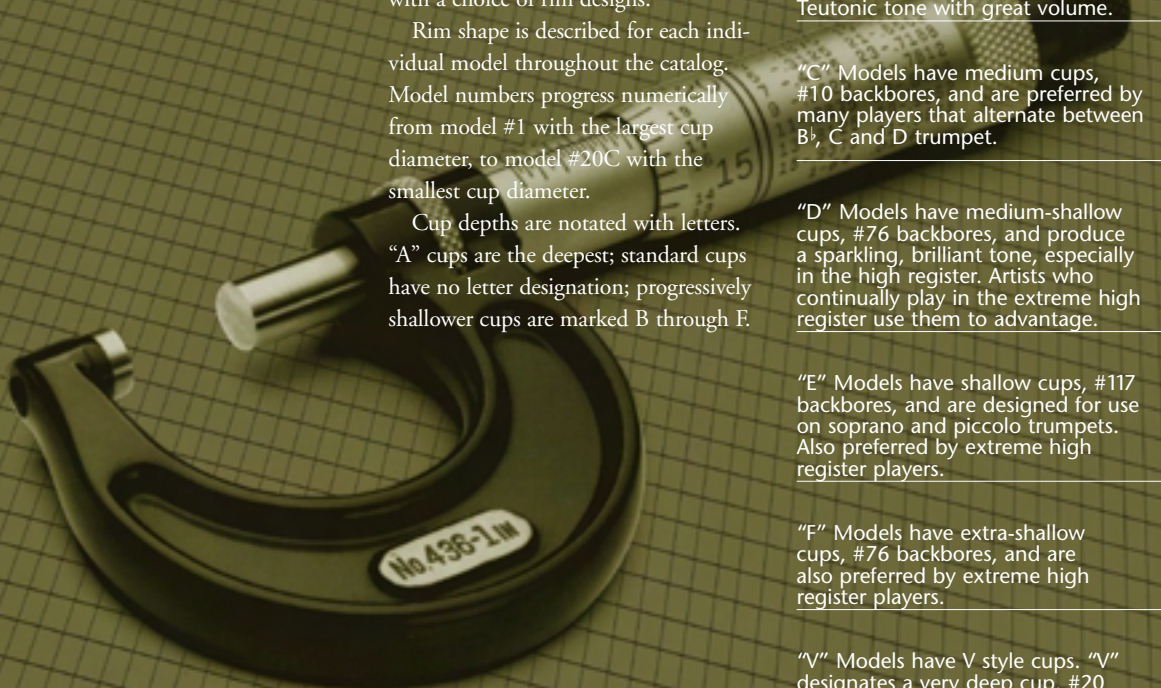 with a choice of rim designs.
Rim shape is described for each indi-
vidual model throughout the catalog.
Model numbers progress numerically
from model #1 with the largest cup
diameter, to model #20C with the
smallest cup diameter.
Cup depths are notated with letters.
“A” cups are the deepest; standard cups
have no letter designation; progressively
shallower cups are marked B through F.
Teutonic tone with great volume.
“C” Models have medium cups,
#10 backbores, and are preferred by
many players that alternate between
B♭, C and D trumpet.
“D” Models have medium-shallow
cups, #76 backbores, and produce
a sparkling, brilliant tone, especially
in the high register. Artists who
continually play in the extreme high
register use them to advantage.
“E” Models have shallow cups, #117
backbores, and are designed for use
on soprano and piccolo trumpets.
Also preferred by extreme high
register players.
“F” Models have extra-shallow
cups, #76 backbores, and are
also preferred by extreme high
register players.
“V” Models have V style cups. “V”
designates a very deep cup, #20
15
No.436-1IN